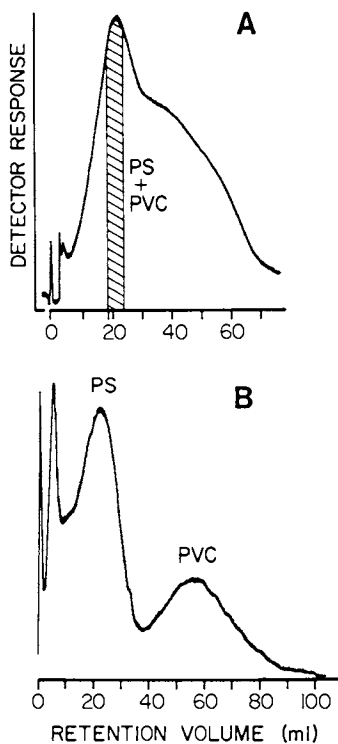 A
DETECTOR RESPONSE
PS
+
PVC
0 20 40 60
B
PS
PVC
0 20 40 60 80 100
RETENTION VOLUME (ml)